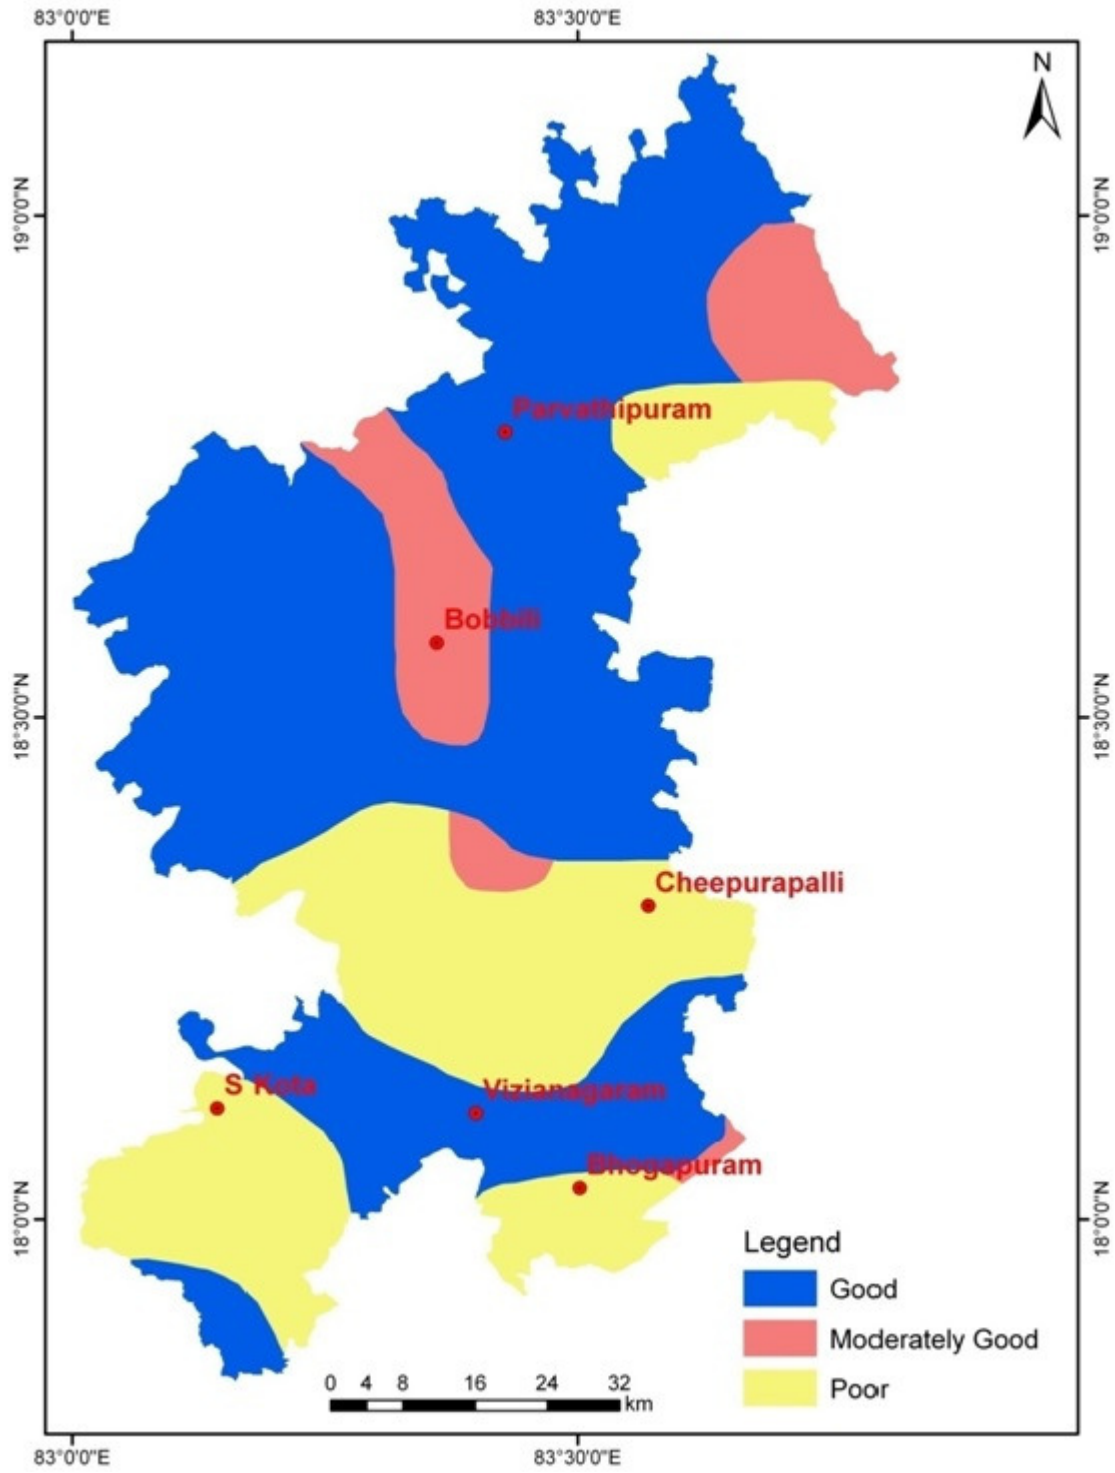 83°0'0"E
83°30'0"E
N
19°0'0"N
19°0'0"N
Parvathipuram
Bobbili
18°30'0"N
18°30'0"N
Cheepurapalli
S Kota
Vizianagaram
Bhogapuram
18°0'0"N
18°0'0"N
Legend
Good
Moderately Good
Poor
0 4 8 16 24 32
km
83°0'0"E
83°30'0"E